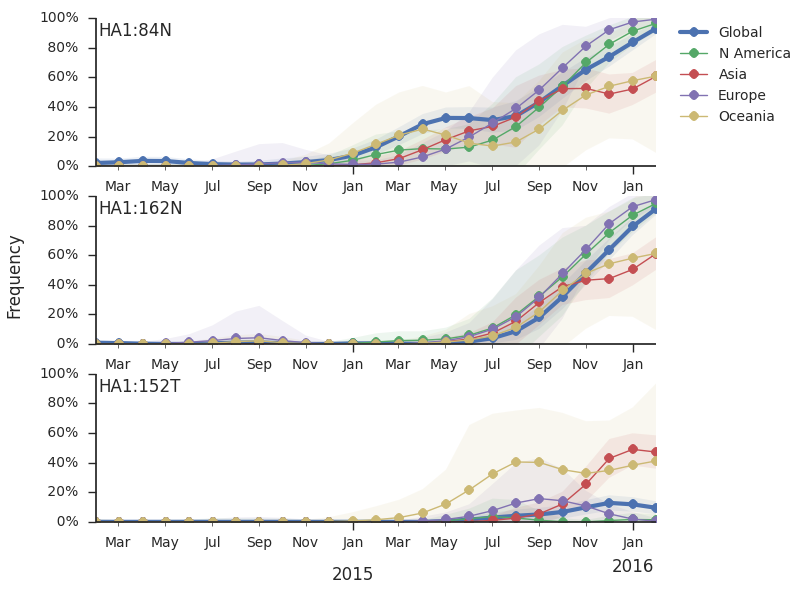 100%
80%
60%
40%
20%
0%
HA1:84N
Mar May Jul Sep Nov Jan Mar May Jul Sep Nov Jan
Global
N America
Asia
Europe
Oceania
Frequency
100%
80%
60%
40%
20%
0%
HA1:162N
Mar May Jul Sep Nov Jan Mar May Jul Sep Nov Jan
100%
80%
60%
40%
20%
0%
HA1:152T
Mar May Jul Sep Nov Jan Mar May Jul Sep Nov Jan
2015 2016